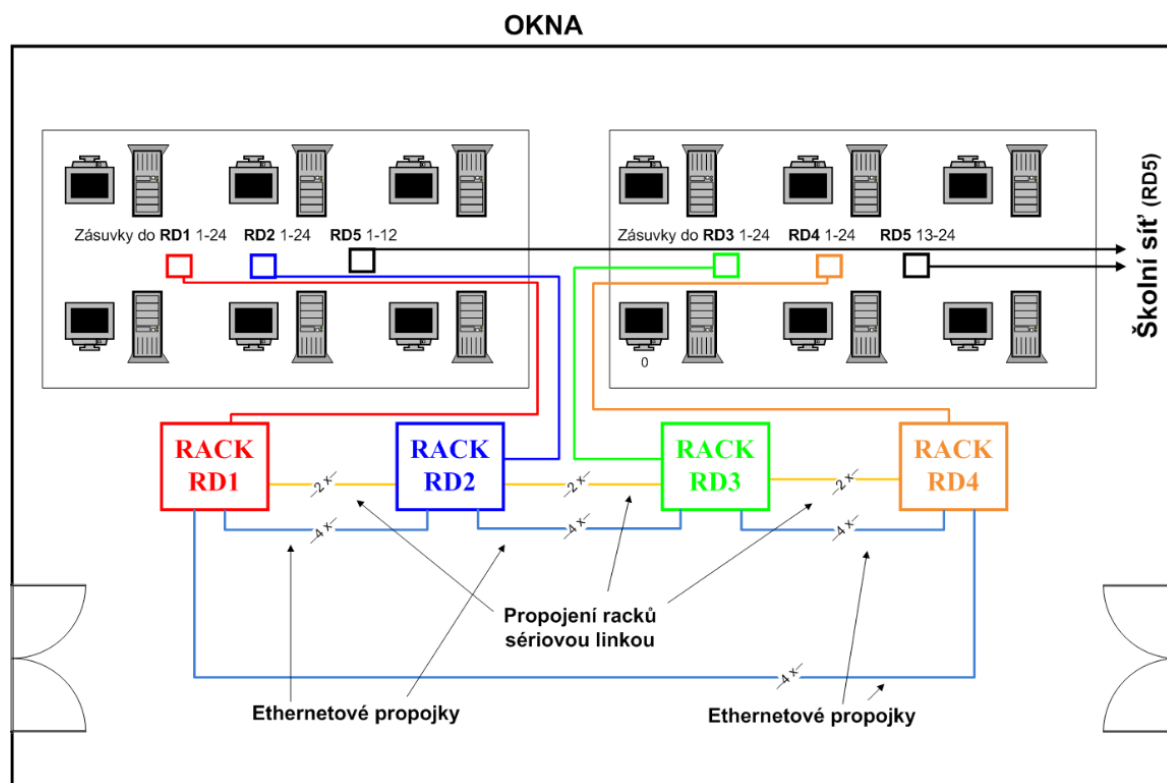 OKNA
Zásuvky do RD1 1-24 RD2 1-24 RD5 1-12
Zásuvky do RD3 1-24 RD4 1-24 RD5 13-24
Školní síť (RD5)
0
RACK
RD1
RACK
RD2
RACK
RD3
RACK
RD4
2 x
2 x
2 x
4 x
4 x
4 x
Propojení racků
sériovou linkou
4 x
Ethernetové propojky
Ethernetové propojky